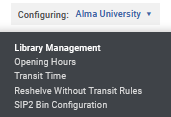 Configuring: Alma University
Library Management
Opening Hours
Transit Time
Reshelve Without Transit Rules
SIP2 Bin Configuration